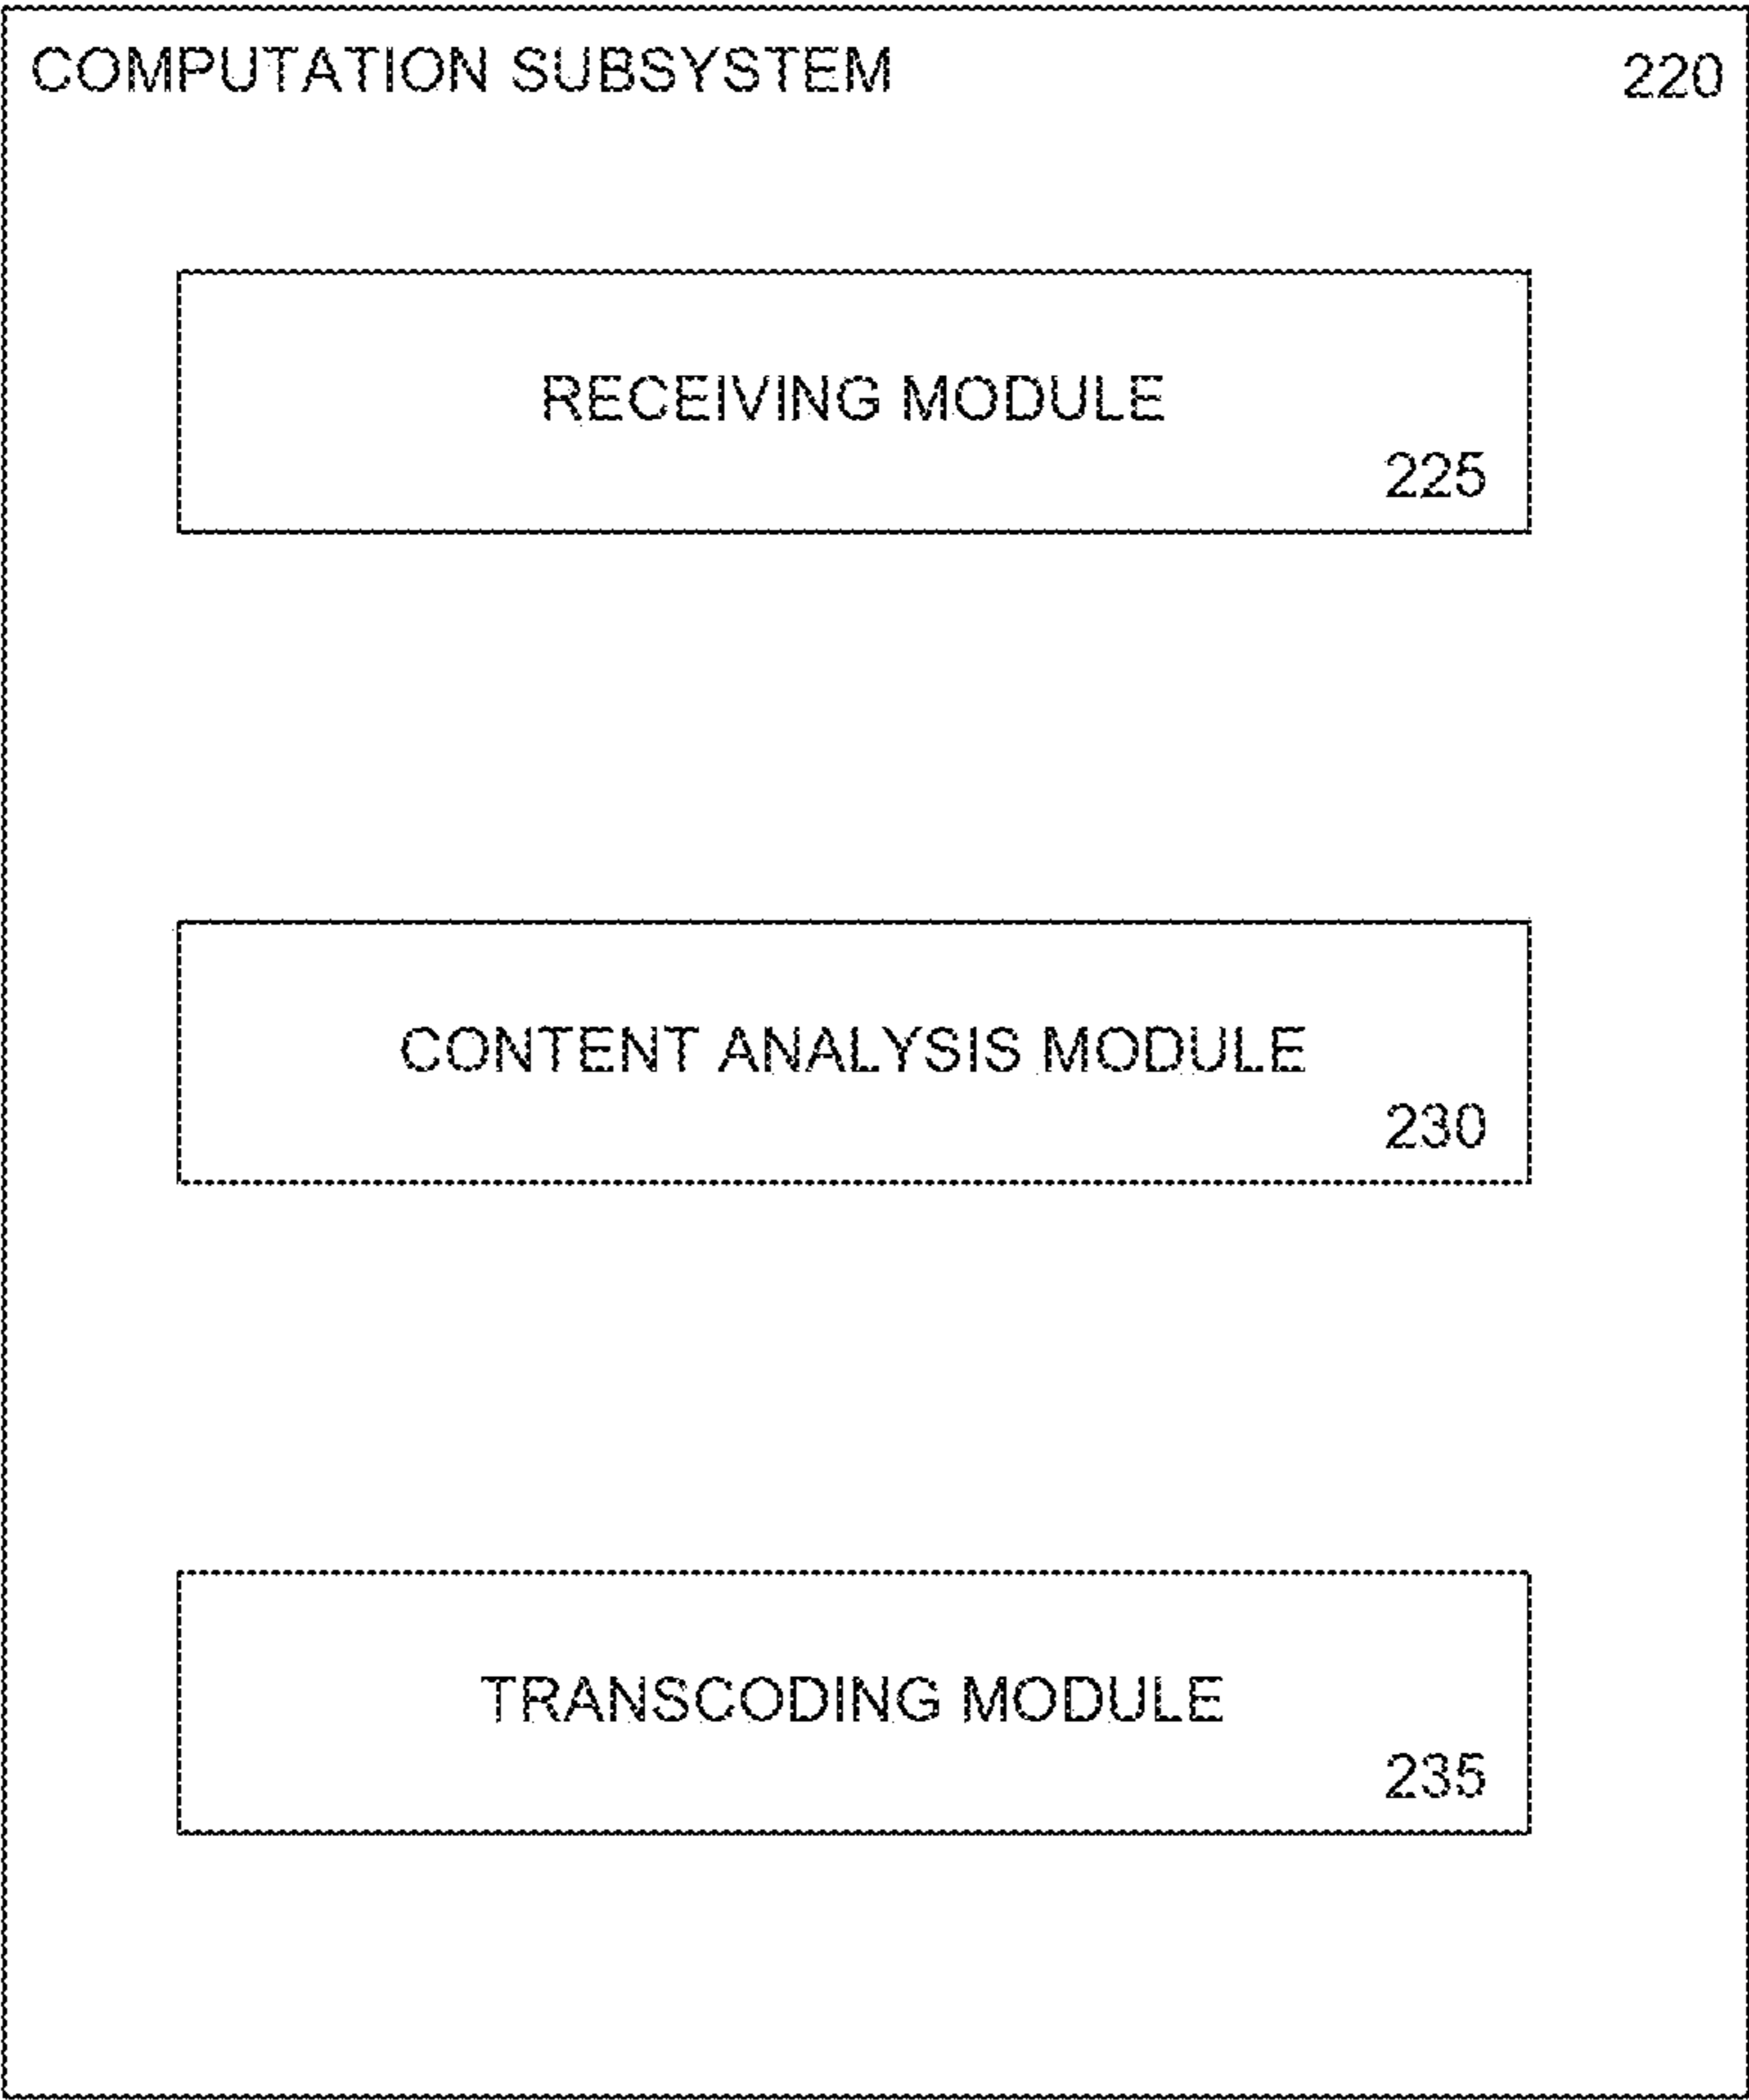 COMPUTATION SUBSYSTEM 220
RECEIVING MODULE
225
CONTENT ANALYSIS MODULE
230
TRANSCODING MODULE
235